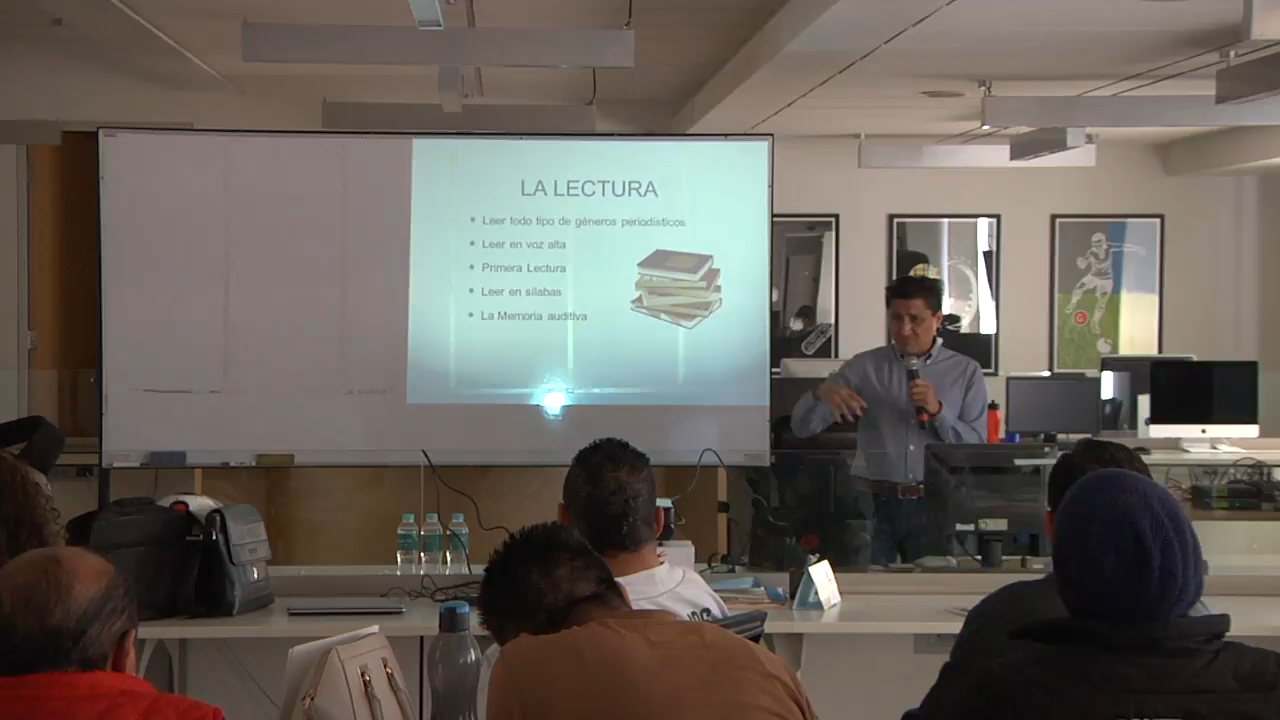 LA LECTURA
Leer todo tipo de géneros periodísticos
Leer en voz alta
Primera Lectura
Leer en sílabas
La Memoria auditiva